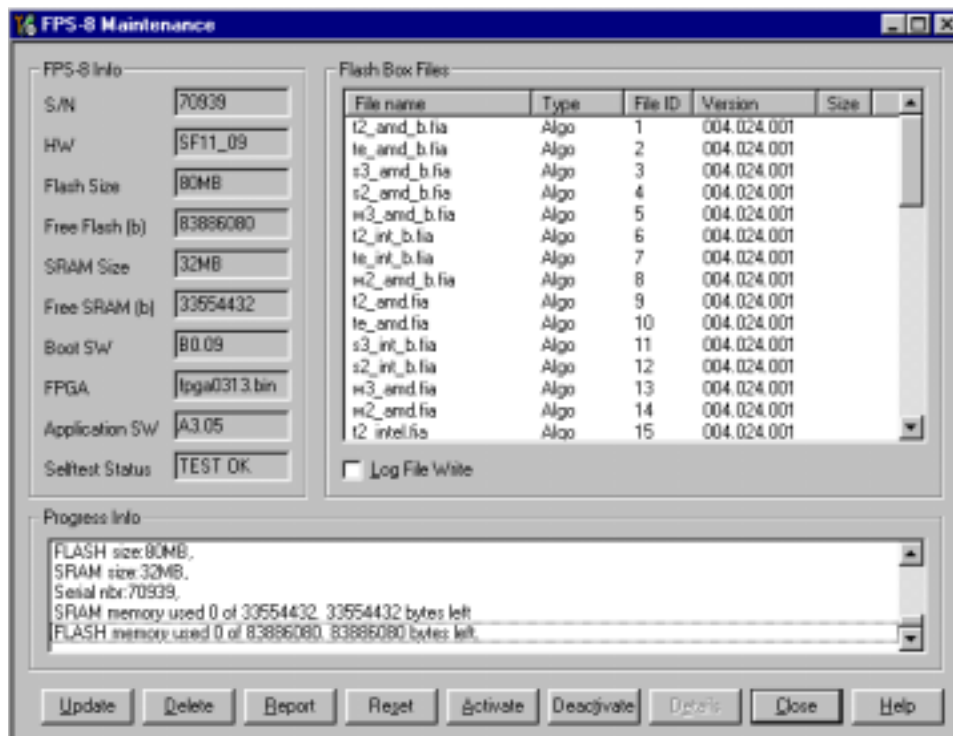 FPS-8 Maintenance
FPS-8 Info
S/N 70939
HW SF11_09
Flash Size 80MB
Free Flash (b) 83886080
SRAM Size 32MB
Free SRAM (b) 33554432
Boot SW B0.09
FPGA fpga0313.bin
Application SW A3.05
Selftest Status TEST OK
Flash Box Files
File name Type File ID Version Size
t2_amd_b.fia Algo 1 004.024.001
te_amd_b.fia Algo 2 004.024.001
s3_amd_b.fia Algo 3 004.024.001
s2_amd_b.fia Algo 4 004.024.001
w3_amd_b.fia Algo 5 004.024.001
t2_int_b.fia Algo 6 004.024.001
te_int_b.fia Algo 7 004.024.001
w2_amd_b.fia Algo 8 004.024.001
t2_amd.fia Algo 9 004.024.001
te_amd.fia Algo 10 004.024.001
s3_int_b.fia Algo 11 004.024.001
s2_int_b.fia Algo 12 004.024.001
w3_amd.fia Algo 13 004.024.001
w2_amd.fia Algo 14 004.024.001
t2_intel.fia Algo 15 004.024.001
Log File Write
Progress Info
FLASH size:80MB,
SRAM size:32MB,
Serial nbr:70939,
SRAM memory used 0 of 33554432, 33554432 bytes left
FLASH memory used 0 of 83886080, 83886080 bytes left,
Update Delete Report Reset Activate Deactivate Details Close Help